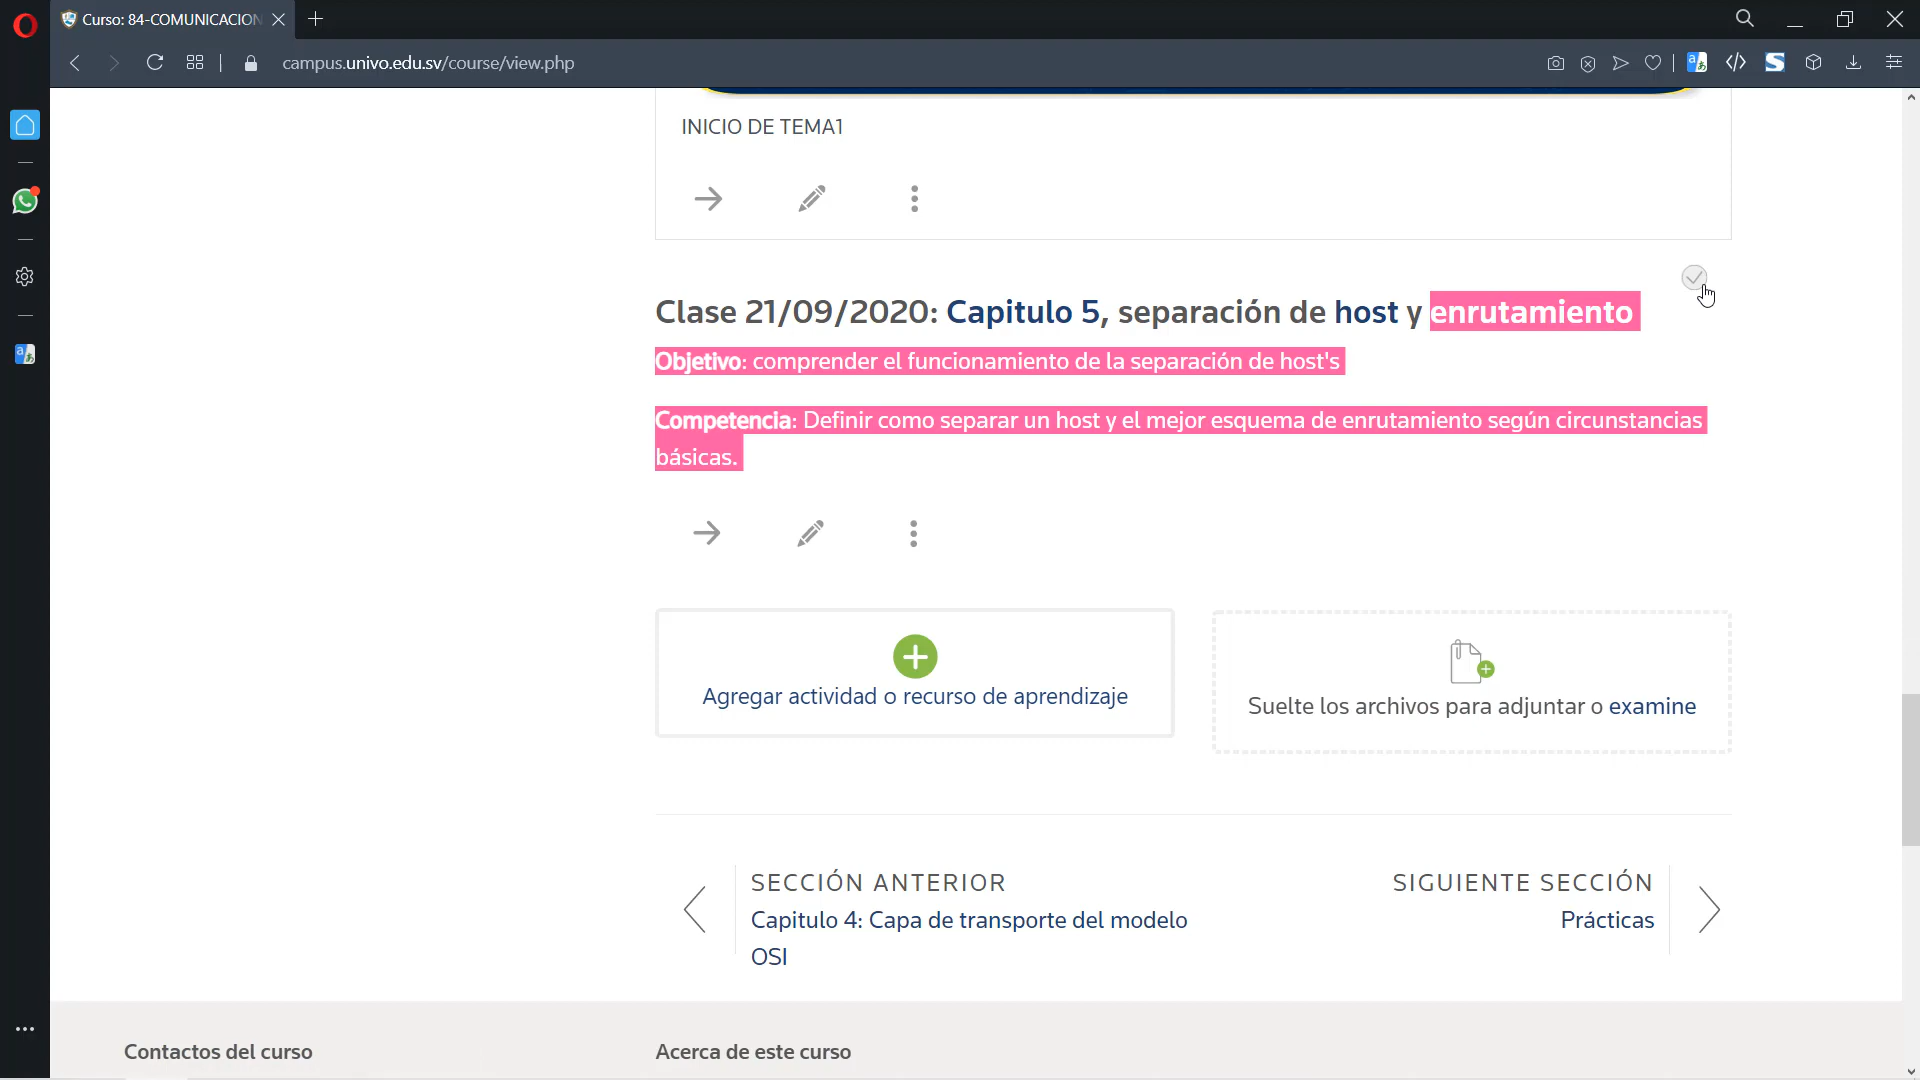 Curso: 84-COMUNICACION
campus.univo.edu.sv/course/view.php
INICIO DE TEMA1
Clase 21/09/2020: Capitulo 5, separación de host y enrutamiento
Objetivo: comprender el funcionamiento de la separación de host's
Competencia: Definir como separar un host y el mejor esquema de enrutamiento según circunstancias
básicas.
Agregar actividad o recurso de aprendizaje
Suelte los archivos para adjuntar o examine
SECCIÓN ANTERIOR
Capitulo 4: Capa de transporte del modelo
OSI
SIGUIENTE SECCIÓN
Prácticas
Contactos del curso
Acerca de este curso